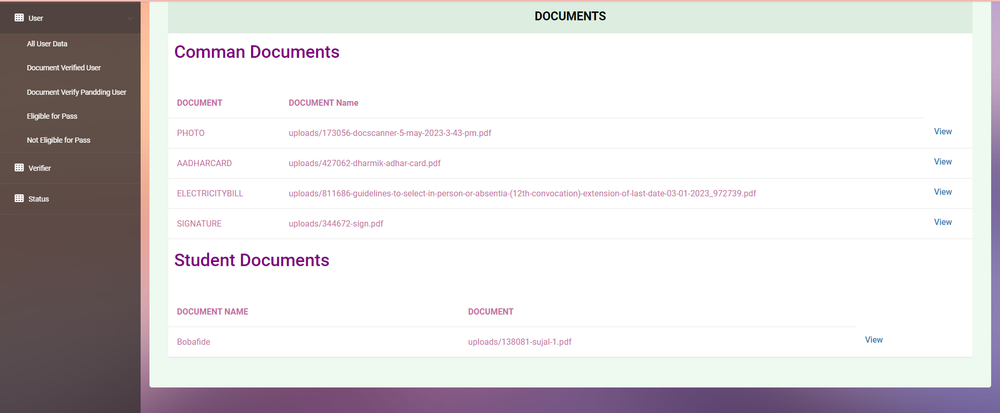 User
All User Data
Document Verified User
Document Verify Pandding User
Eligible for Pass
Not Eligible for Pass
Verifier
Status
DOCUMENTS
Comman Documents
DOCUMENT DOCUMENT Name
PHOTO uploads/173056-docscanner-5-may-2023-3-43-pm.pdf View
AADHARCARD uploads/427062-dharmik-adhar-card.pdf View
ELECTRICITYBILL uploads/811686-guidelines-to-select-in-person-or-absentia-(12th-convocation)-extension-of-last-date-03-01-2023_972739.pdf View
SIGNATURE uploads/344672-sign.pdf View
Student Documents
DOCUMENT NAME DOCUMENT
Bobafide uploads/138081-sujal-1.pdf View